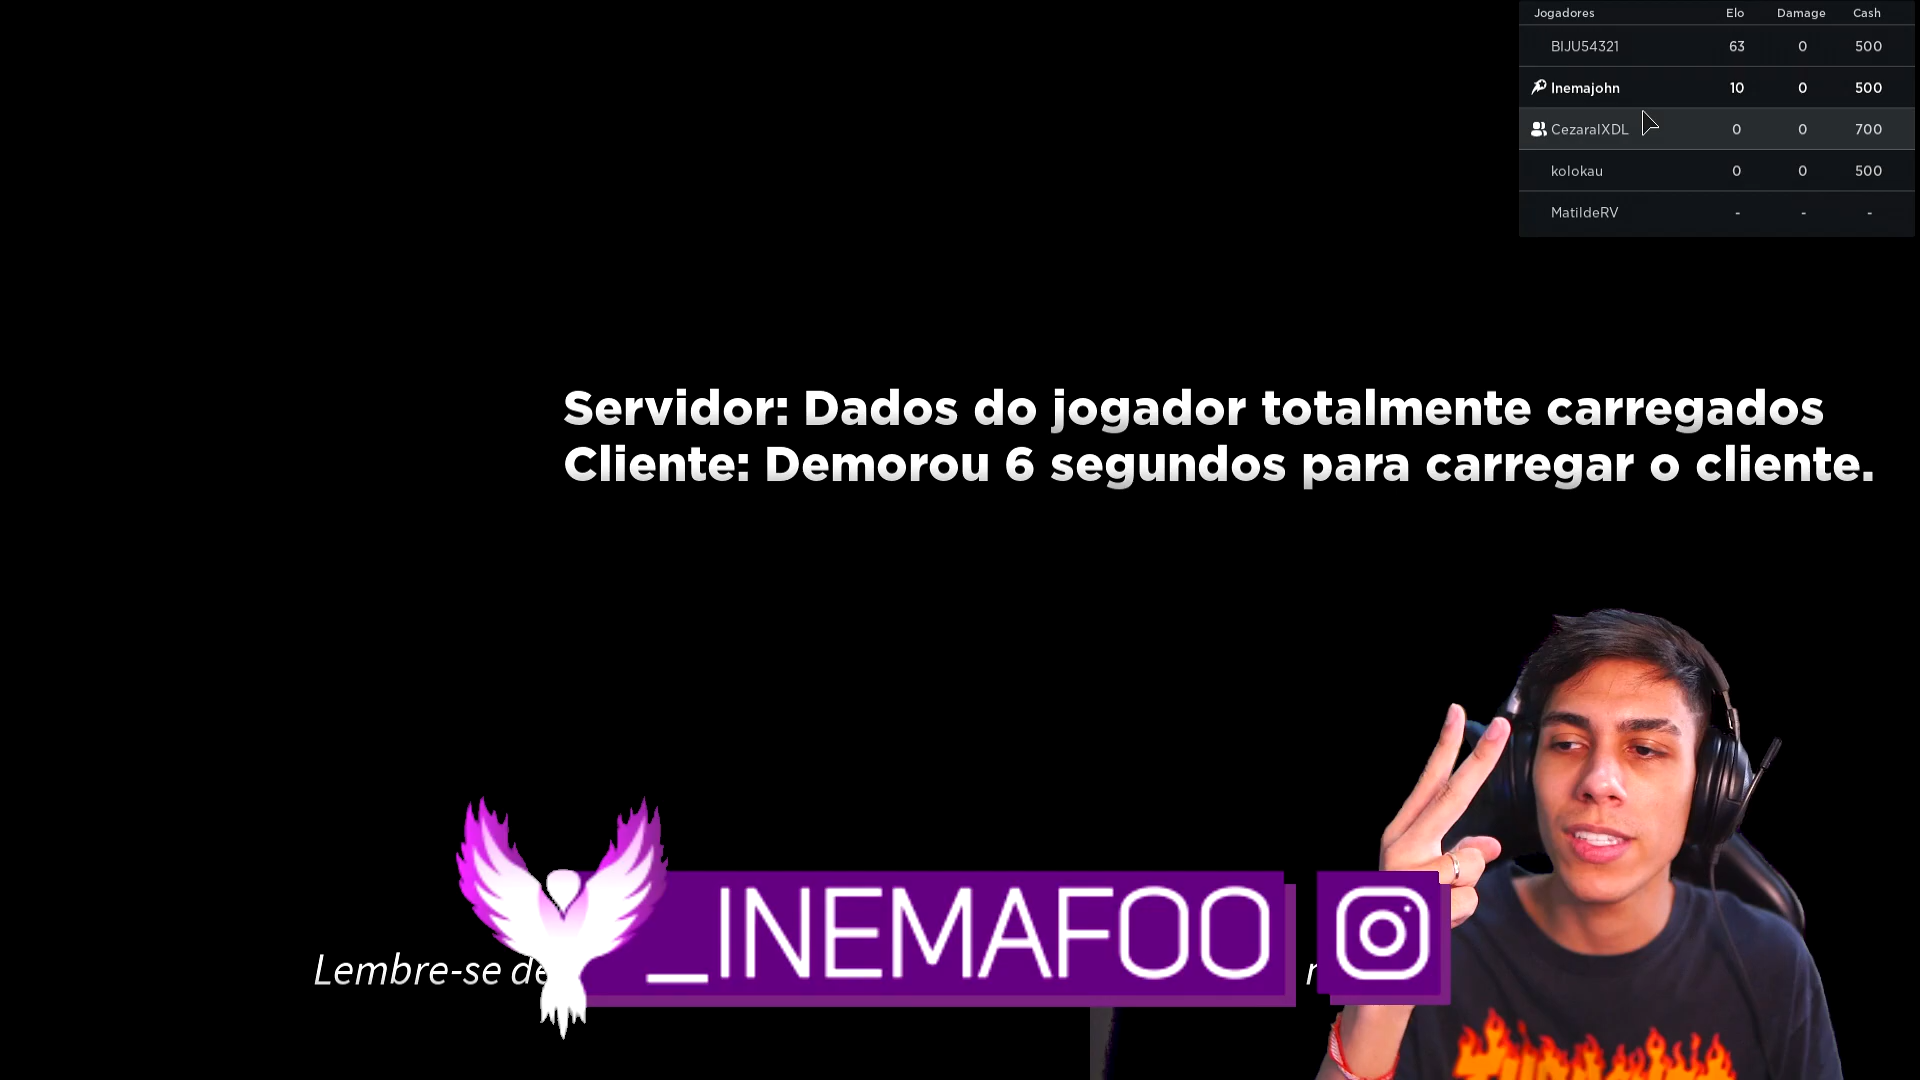 Jogadores Elo Damage Cash
BIJU54321 63 0 500
Inemajohn 10 0 500
CezaralXDL 0 0 700
kolokau 0 0 500
MatildeRV - - -
Servidor: Dados do jogador totalmente carregados
Cliente: Demorou 6 segundos para carregar o cliente.
_INEMAFOO
Lembre-se de